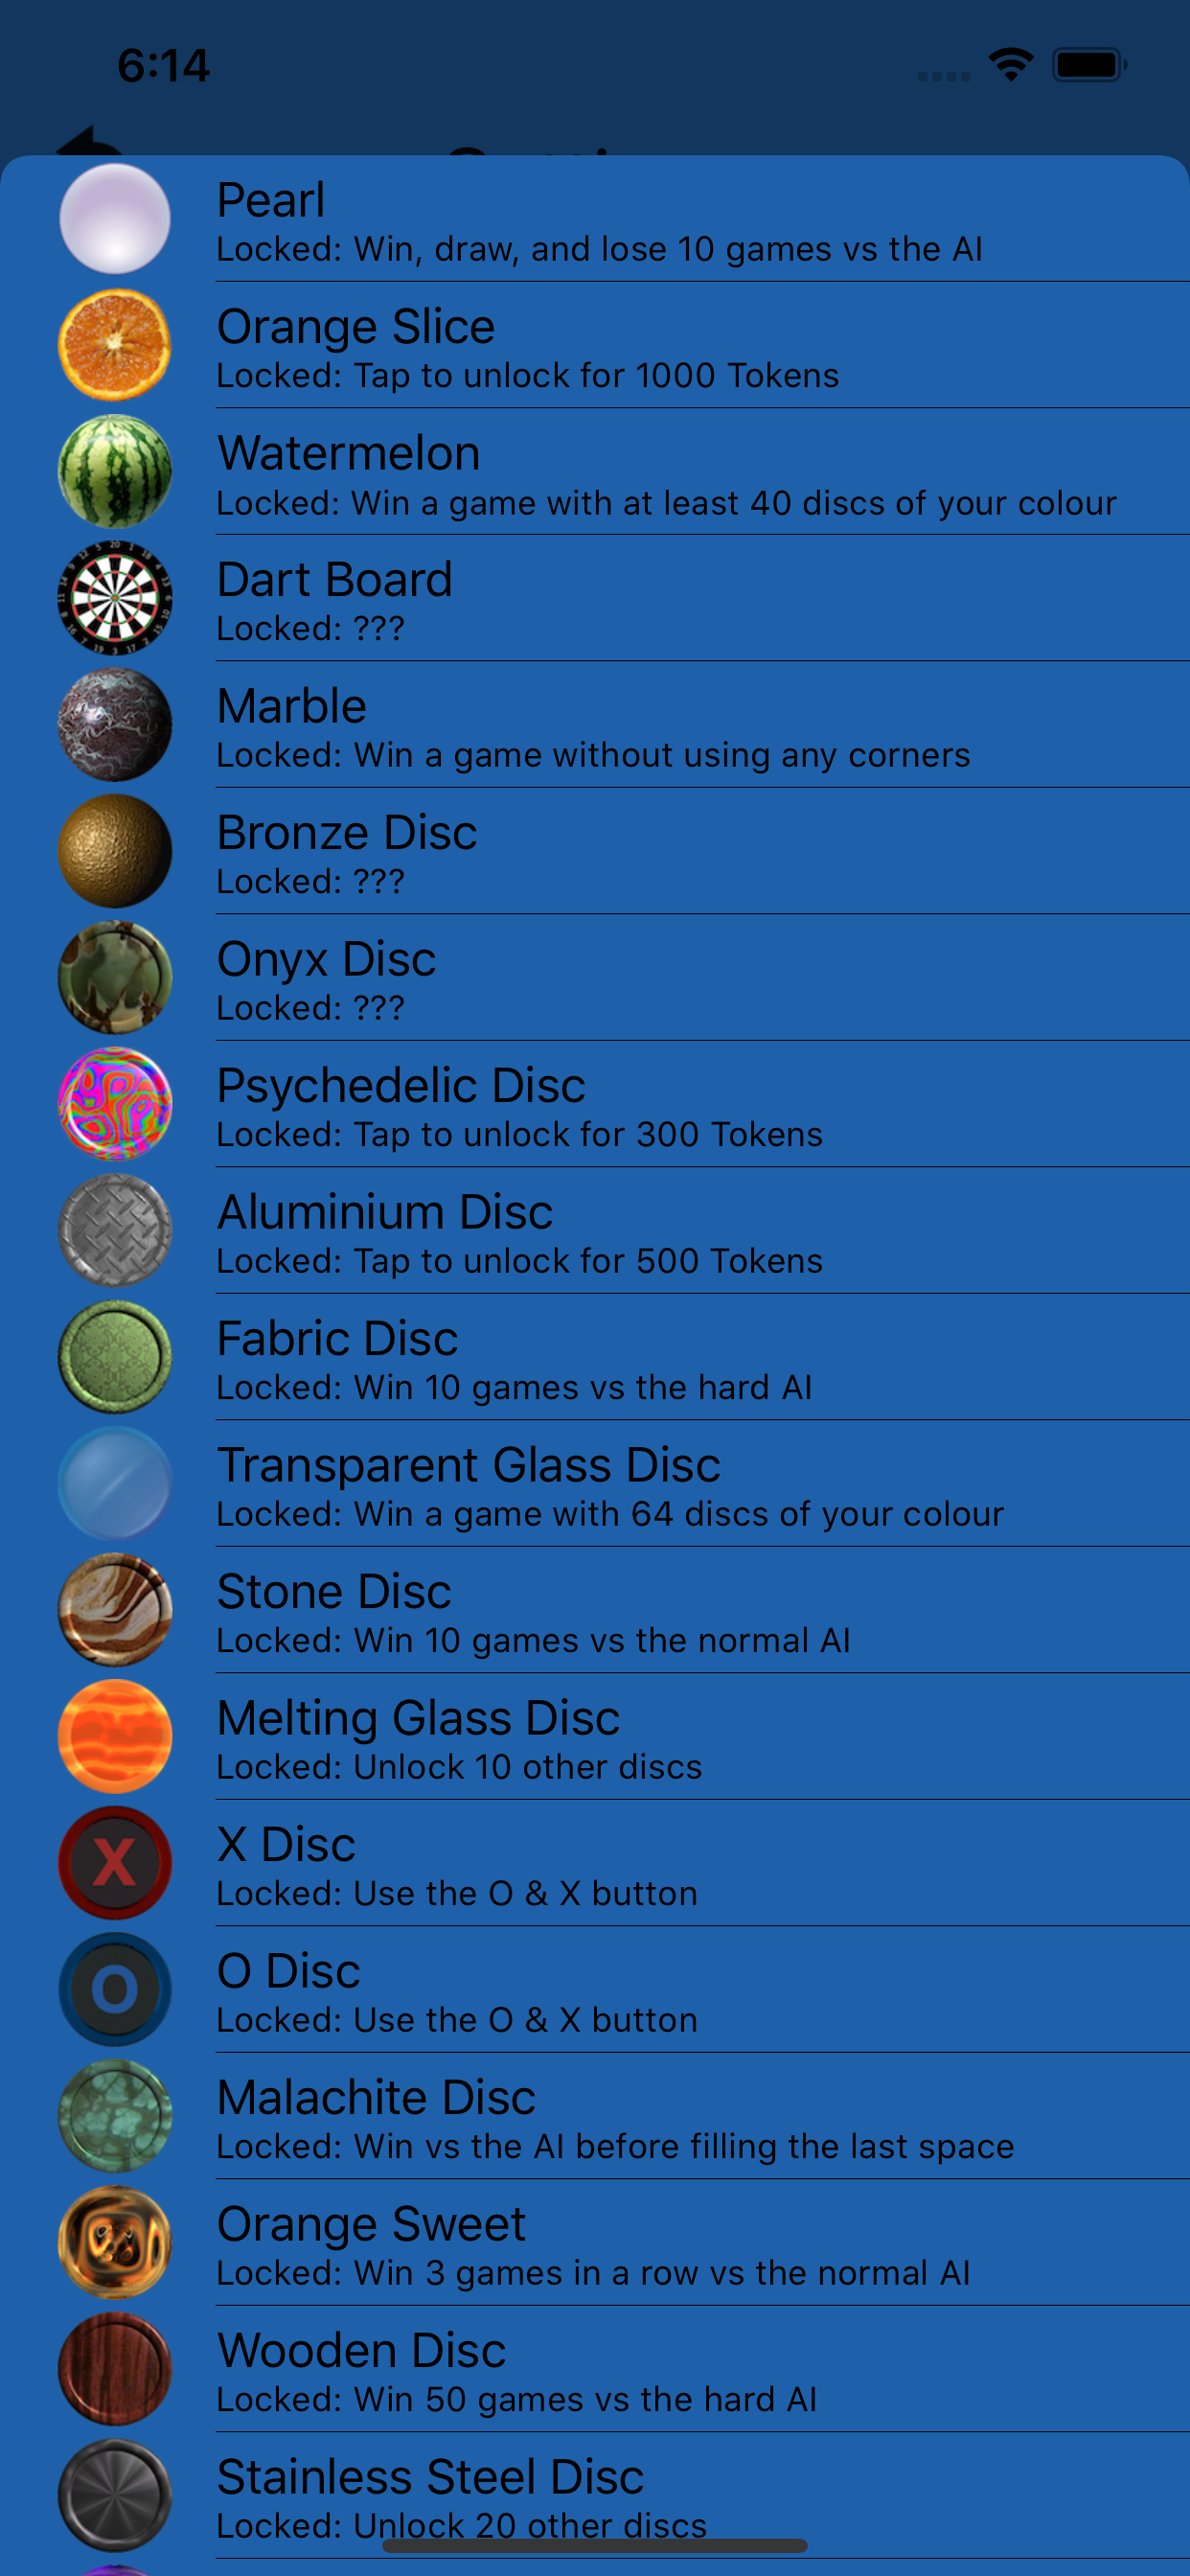 6:14
Pearl
Locked: Win, draw, and lose 10 games vs the AI
Orange Slice
Locked: Tap to unlock for 1000 Tokens
Watermelon
Locked: Win a game with at least 40 discs of your colour
Dart Board
Locked: ???
Marble
Locked: Win a game without using any corners
Bronze Disc
Locked: ???
Onyx Disc
Locked: ???
Psychedelic Disc
Locked: Tap to unlock for 300 Tokens
Aluminium Disc
Locked: Tap to unlock for 500 Tokens
Fabric Disc
Locked: Win 10 games vs the hard AI
Transparent Glass Disc
Locked: Win a game with 64 discs of your colour
Stone Disc
Locked: Win 10 games vs the normal AI
Melting Glass Disc
Locked: Unlock 10 other discs
X
X Disc
Locked: Use the O & X button
O
O Disc
Locked: Use the O & X button
Malachite Disc
Locked: Win vs the AI before filling the last space
Orange Sweet
Locked: Win 3 games in a row vs the normal AI
Wooden Disc
Locked: Win 50 games vs the hard AI
Stainless Steel Disc
Locked: Unlock 20 other discs